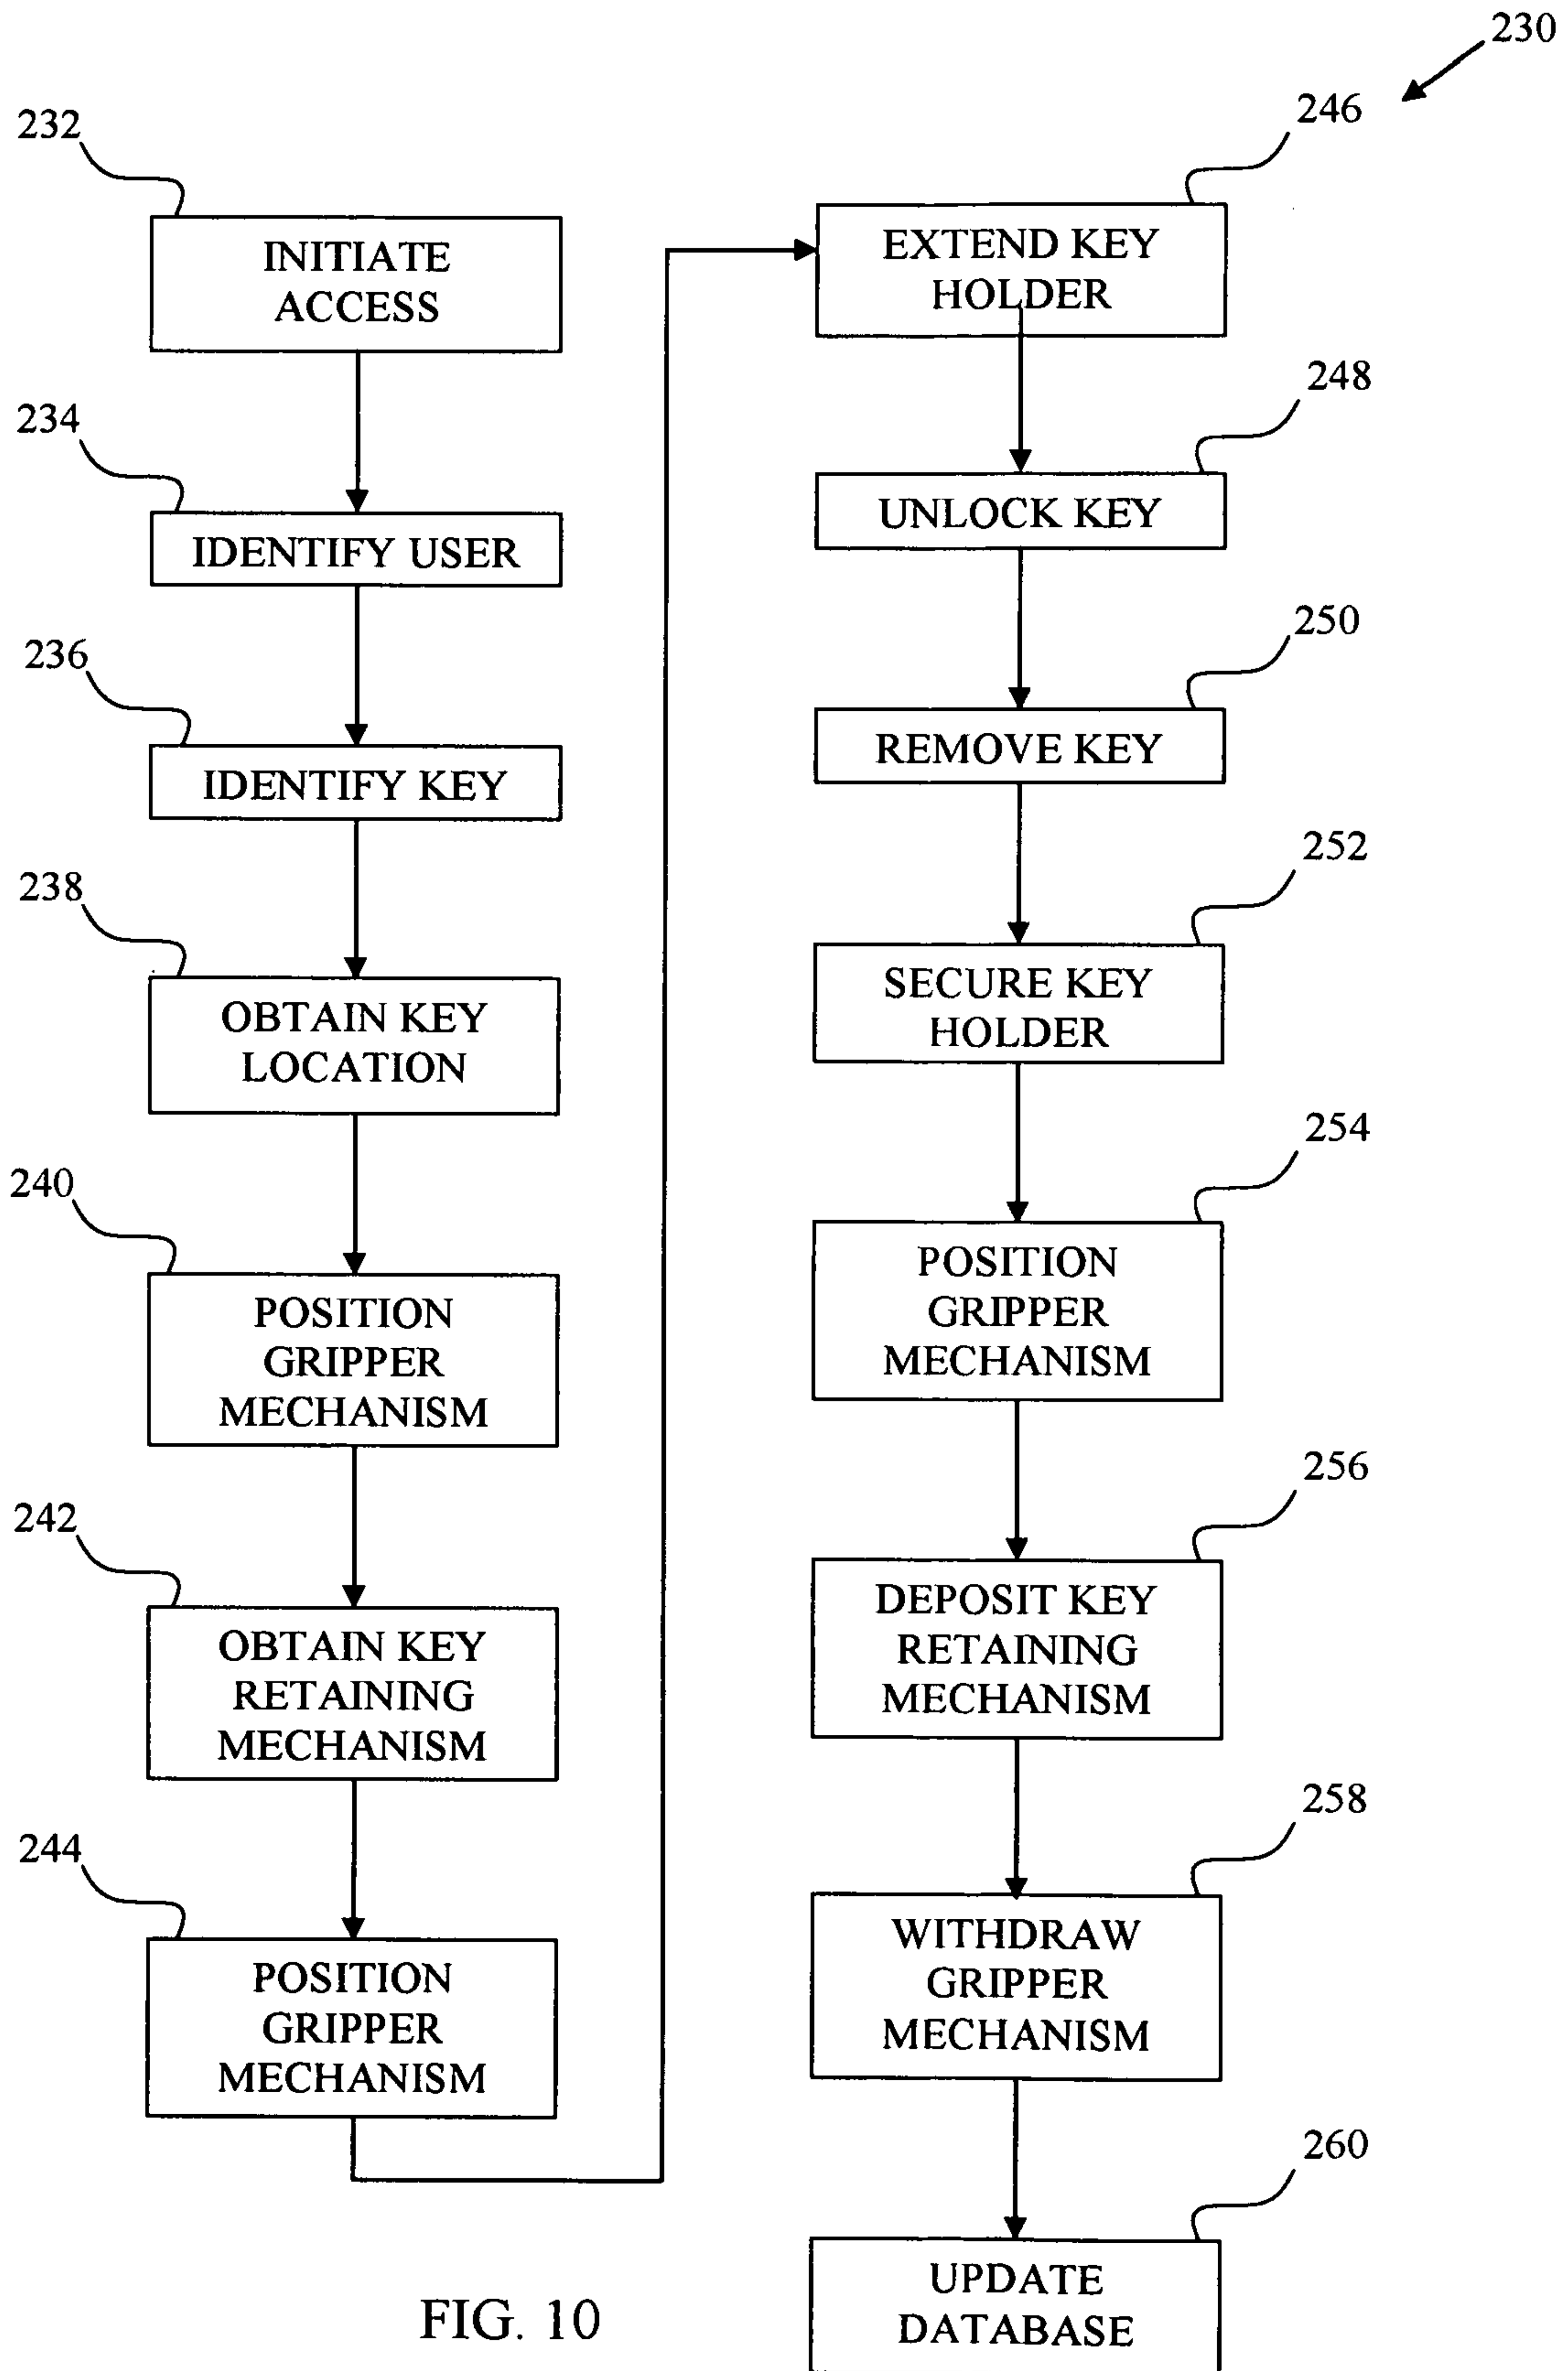 230
232
INITIATE
ACCESS
234
IDENTIFY USER
236
IDENTIFY KEY
238
OBTAIN KEY
LOCATION
240
POSITION
GRIPPER
MECHANISM
242
OBTAIN KEY
RETAINING
MECHANISM
244
POSITION
GRIPPER
MECHANISM
246
EXTEND KEY
HOLDER
248
UNLOCK KEY
250
REMOVE KEY
252
SECURE KEY
HOLDER
254
POSITION
GRIPPER
MECHANISM
256
DEPOSIT KEY
RETAINING
MECHANISM
258
WITHDRAW
GRIPPER
MECHANISM
260
UPDATE
DATABASE
FIG. 10